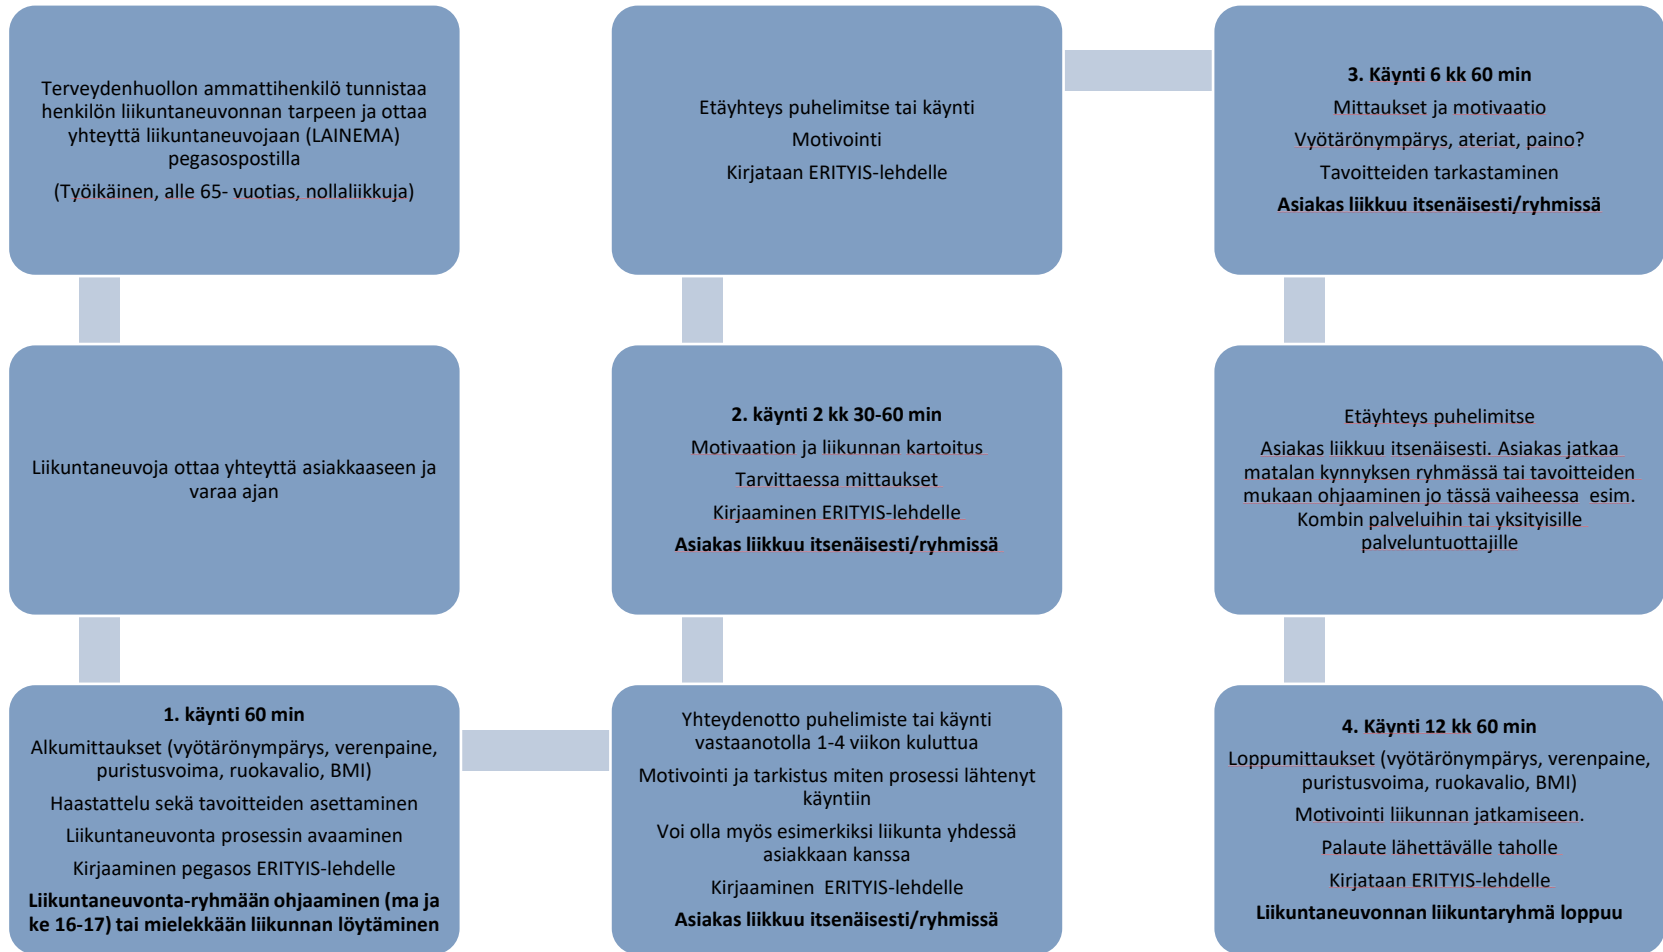 Terveydenhuollon ammattihenkilö tunnistaa
henkilön liikuntaneuvonnan tarpeen ja ottaa
yhteyttä liikuntaneuvojaan (LAINEMA)
pegasospostilla
(Työikäinen, alle 65- vuotias, nollaliikkuja)
Liikuntaneuvoja ottaa yhteyttä asiakkaaseen ja
varaa ajan
1. käynti 60 min
Alkumittaukset (vyötärönympärys, verenpaine,
puristusvoima, ruokavalio, BMI)
Haastattelu sekä tavoitteiden asettaminen
Liikuntaneuvonta prosessin avaaminen
Kirjaaminen pegasos ERITYIS-lehdelle
Liikuntaneuvonta-ryhmään ohjaaminen (ma ja
ke 16-17) tai mielekkään liikunnan löytäminen
Yhteydenotto puhelimiste tai käynti
vastaanotolla 1-4 viikon kuluttua
Motivointi ja tarkistus miten prosessi lähtenyt
käyntiin
Voi olla myös esimerkiksi liikunta yhdessä
asiakkaan kanssa
Kirjaaminen ERITYIS-lehdelle
Asiakas liikkuu itsenäisesti/ryhmissä
2. käynti 2 kk 30-60 min
Motivaation ja liikunnan kartoitus
Tarvittaessa mittaukset
Kirjaaminen ERITYIS-lehdelle
Asiakas liikkuu itsenäisesti/ryhmissä
Etäyhteys puhelimitse tai käynti
Motivointi
Kirjataan ERITYIS-lehdelle
3. Käynti 6 kk 60 min
Mittaukset ja motivaatio
Vyötärönympärys, ateriat, paino?
Tavoitteiden tarkastaminen
Asiakas liikkuu itsenäisesti/ryhmissä
Etäyhteys puhelimitse
Asiakas liikkuu itsenäisesti. Asiakas jatkaa
matalan kynnyksen ryhmässä tai tavoitteiden
mukaan ohjaaminen jo tässä vaiheessa esim.
Kombin palveluihin tai yksityisille
palveluntuottajille
4. Käynti 12 kk 60 min
Loppumittaukset (vyötärönympärys, verenpaine,
puristusvoima, ruokavalio, BMI)
Motivointi liikunnan jatkamiseen.
Palaute lähettävälle taholle
Kirjataan ERITYIS-lehdelle
Liikuntaneuvonnan liikuntaryhmä loppuu